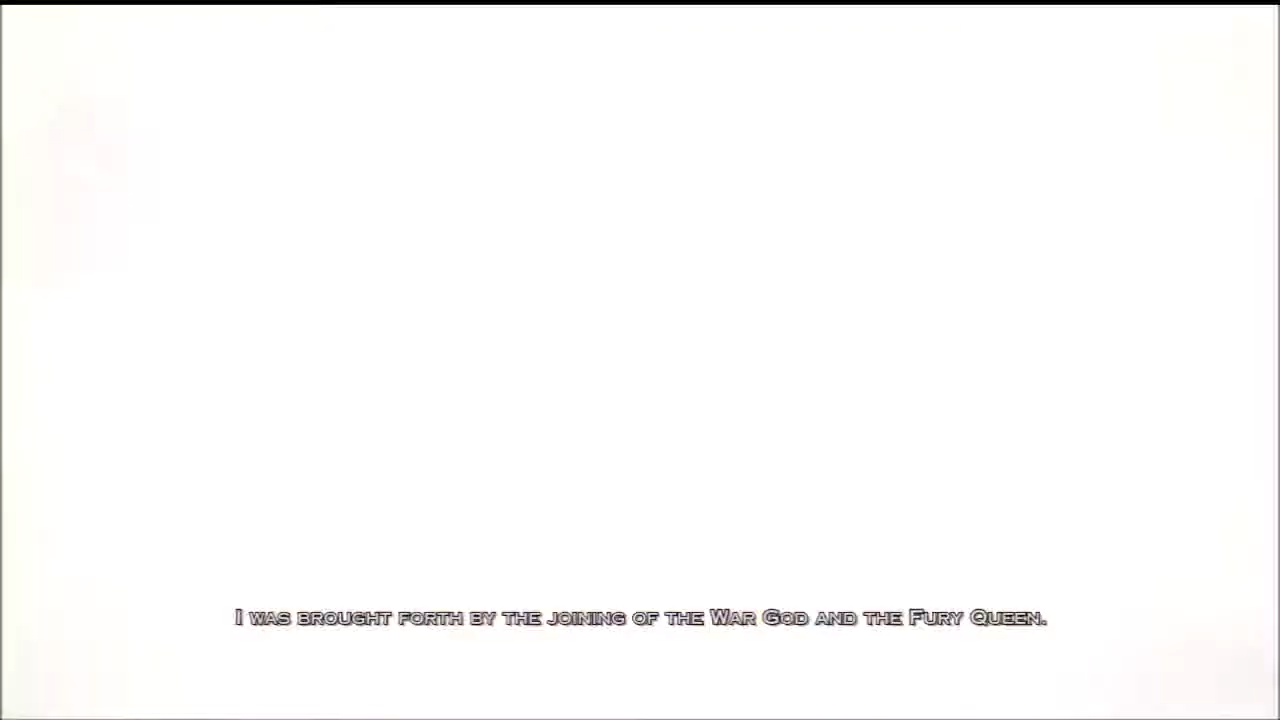 I was brought forth by the joining of the War God and the Fury Queen.